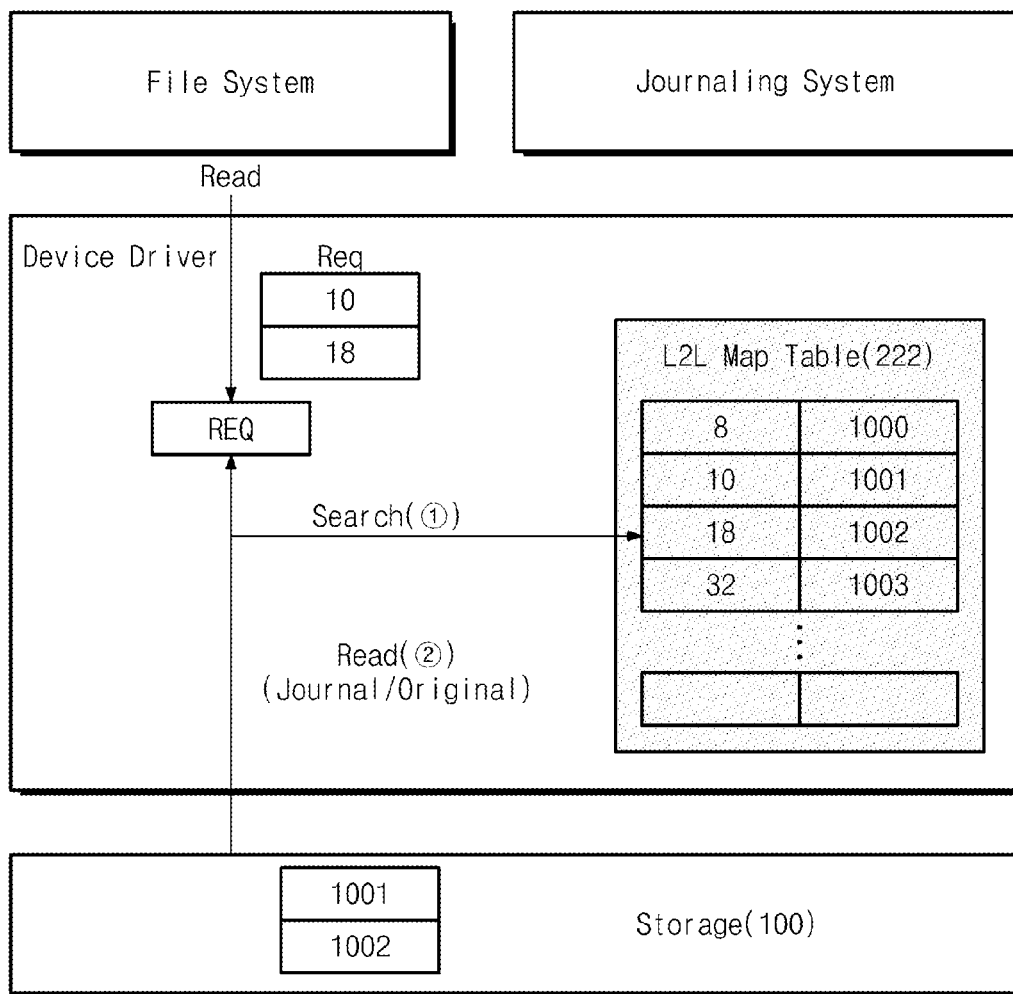 File System
Journaling System
Read
Device Driver
Req
10
18
REQ
L2L Map Table(222)
8 1000
10 1001
18 1002
32 1003
Search(①)
Read(②)
(Journal/Original)
1001
1002
Storage(100)